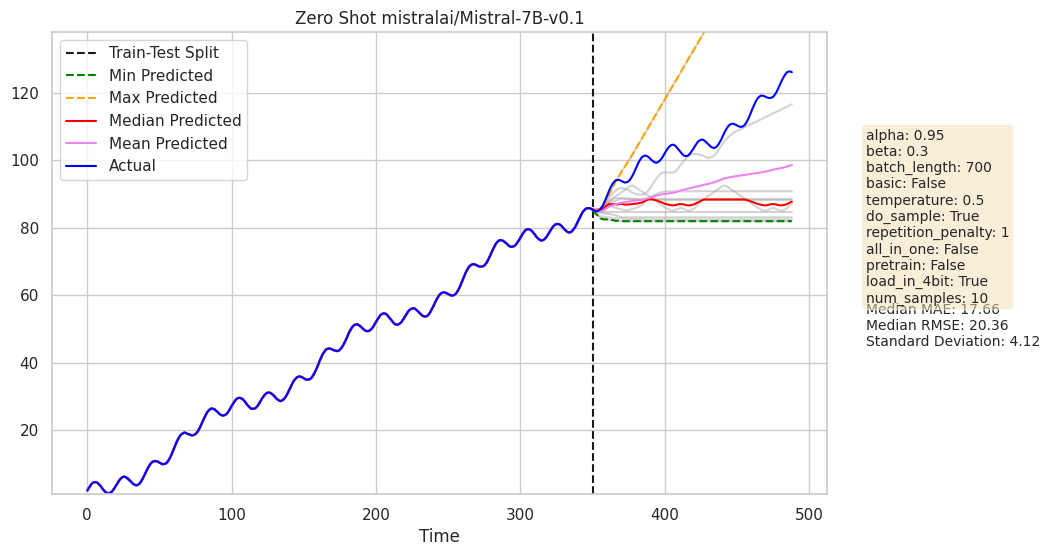 Zero Shot mistralai/Mistral-7B-v0.1
Train-Test Split
Min Predicted
Max Predicted
Median Predicted
Mean Predicted
Actual
120
100
80
60
40
20
0
100
200
300
400
500
Time
alpha: 0.95
beta: 0.3
batch_length: 700
basic: False
temperature: 0.5
do_sample: True
repetition_penalty: 1
all_in_one: False
pretrain: False
load_in_4bit: True
num_samples: 10
Median MAE: 17.66
Median RMSE: 20.36
Standard Deviation: 4.12